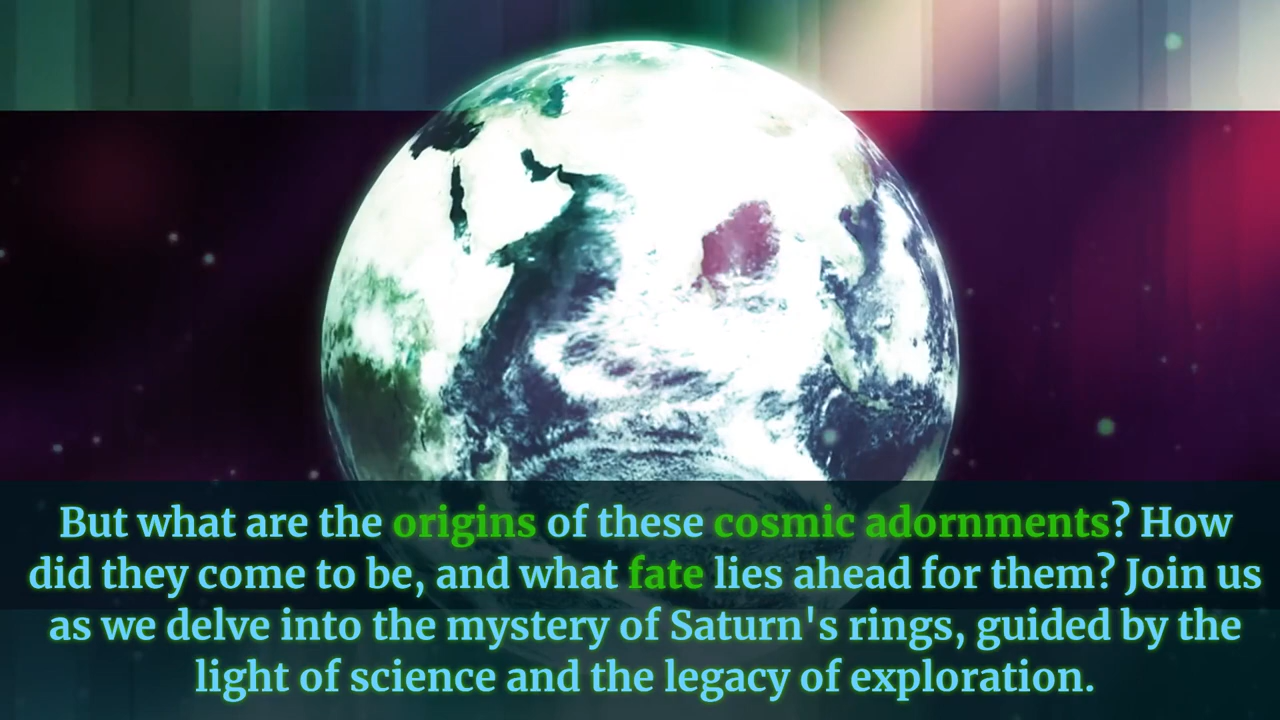 But what are the origins of these cosmic adornments? How
did they come to be, and what fate lies ahead for them? Join us
as we delve into the mystery of Saturn's rings, guided by the
light of science and the legacy of exploration.